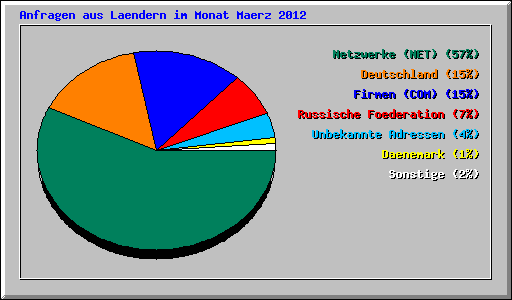 Anfragen aus Laendern im Monat Maerz 2012
Netzwerke (NET) (57%)
Deutschland (15%)
Firmen (COM) (15%)
Russische Foederation (7%)
Unbekannte Adressen (4%)
Daenemark (1%)
Sonstige (2%)